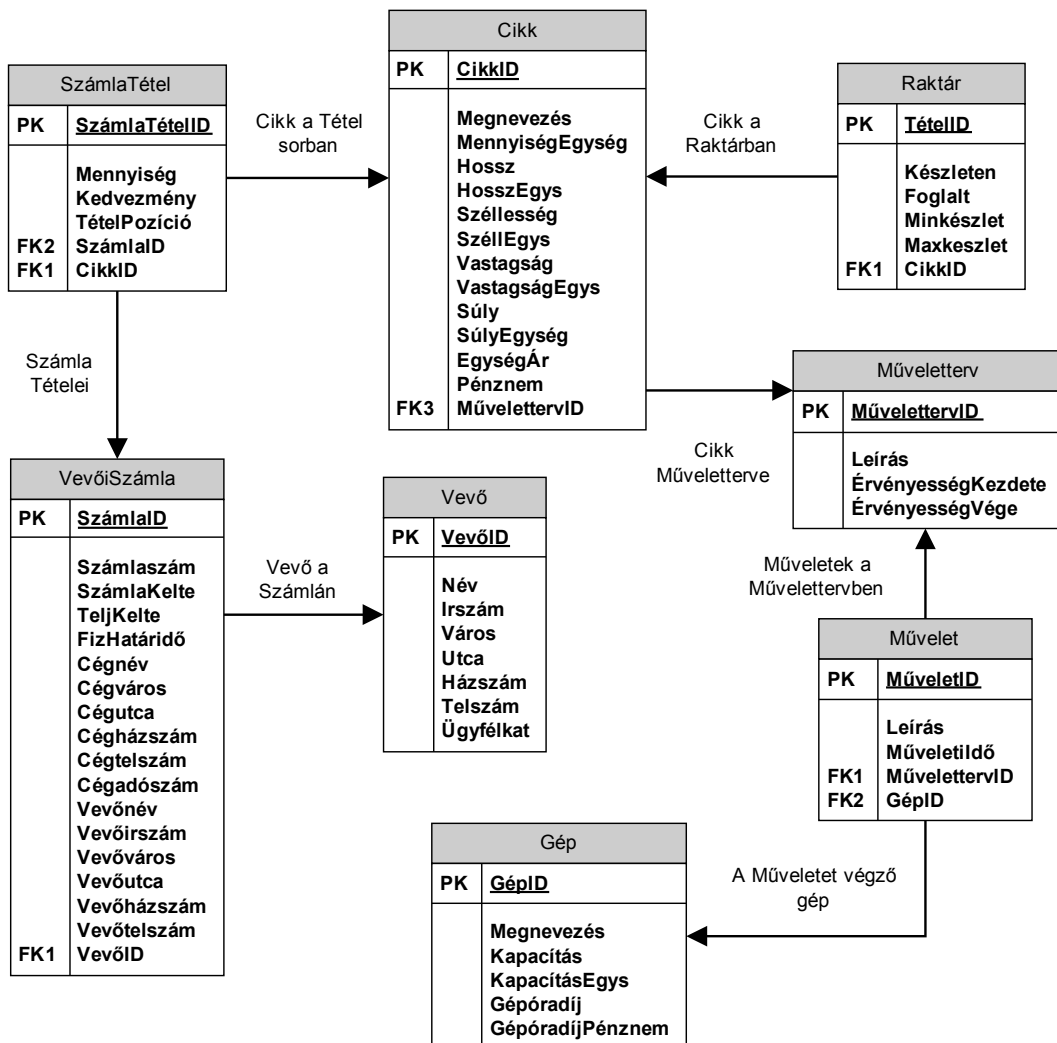 Cikk
PK CikkID
Megnevezés
MennyiségEgység
Hossz
HosszEgys
Széllesség
SzéllEgys
Vastagság
VastagságEgys
Súly
SúlyEgység
EgységÁr
Pénznem
FK3 MűvelettervID
SzámlaTétel
PK SzámlaTételID
Mennyiség
Kedvezmény
TételPozíció
FK2 SzámlaID
FK1 CikkID
Cikk a Tétel
sorban
Raktár
PK TételID
Készleten
Foglalt
Minkészlet
Maxkeszlet
FK1 CikkID
Cikk a
Raktárban
Számla
Tételei
Műveletterv
PK MűvelettervID
Leírás
ÉrvényességKezdete
ÉrvényességVége
Cikk
Műveletterve
VevőiSzámla
PK SzámlaID
Számlaszám
SzámlaKelte
TeljKelte
FizHatáridő
Cégnév
Cégváros
Cégutca
Cégházszám
Cégtelszám
Cégadószám
Vevőnév
Vevőirszám
Vevőváros
Vevőutca
Vevőházszám
Vevőtelszám
FK1 VevőID
Vevő a
Számlán
Vevő
PK VevőID
Név
Irszám
Város
Utca
Házszám
Telszám
Ügyfélkat
Műveletek a
Művelettervben
Művelet
PK MűveletID
Leírás
MűveletiIdő
FK1 MűvelettervID
FK2 GépID
A Műveletet végző
gép
Gép
PK GépID
Megnevezés
Kapacítás
KapacításEgys
Gépóradíj
GépóradíjPénznem